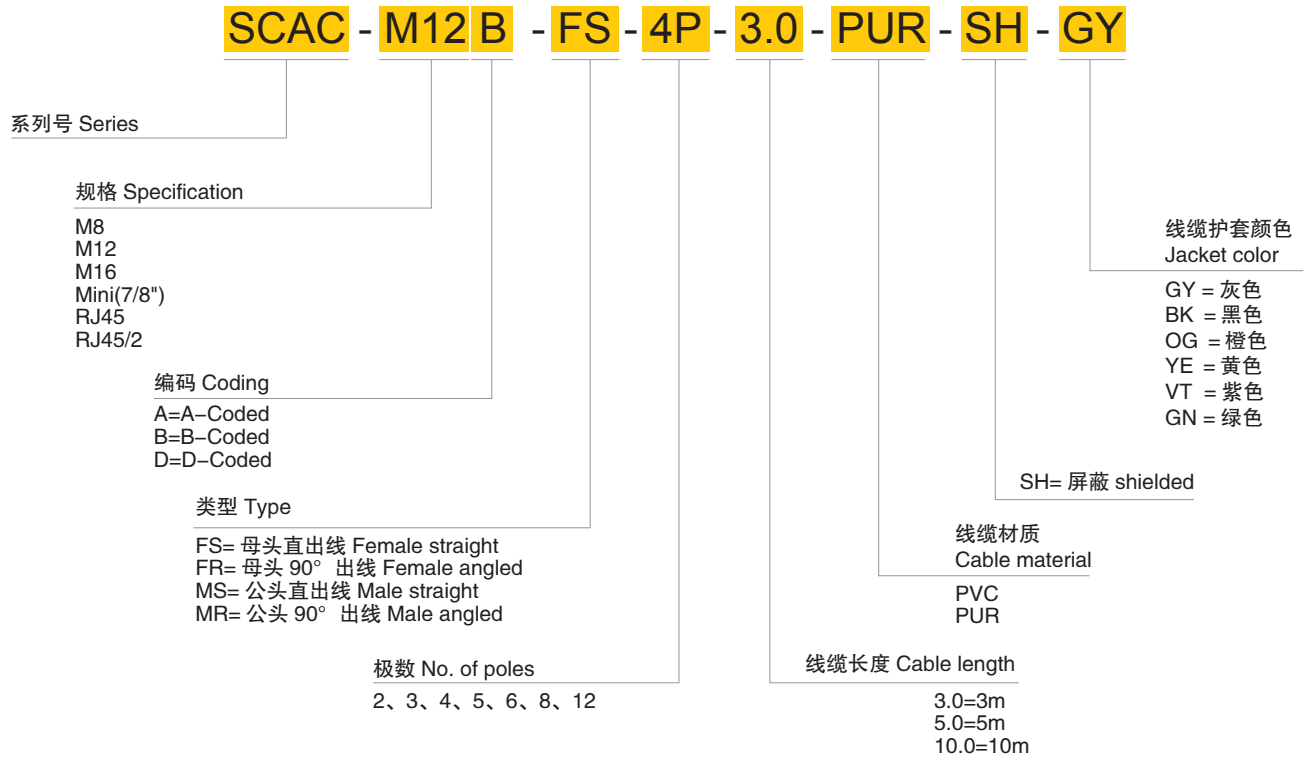 SCAC - M12 B - FS - 4P - 3.0 - PUR - SH - GY
系列号 Series
规格 Specification
M8
M12
M16
Mini(7/8")
RJ45
RJ45/2
编码 Coding
A=A–Coded
B=B–Coded
D=D–Coded
类型 Type
FS= 母头直出线 Female straight
FR= 母头 90° 出线 Female angled
MS= 公头直出线 Male straight
MR= 公头 90° 出线 Male angled
极数 No. of poles
2、3、4、5、6、8、12
线缆长度 Cable length
3.0=3m
5.0=5m
10.0=10m
线缆材质
Cable material
PVC
PUR
SH= 屏蔽 shielded
线缆护套颜色
Jacket color
GY = 灰色
BK = 黑色
OG = 橙色
YE = 黄色
VT = 紫色
GN = 绿色